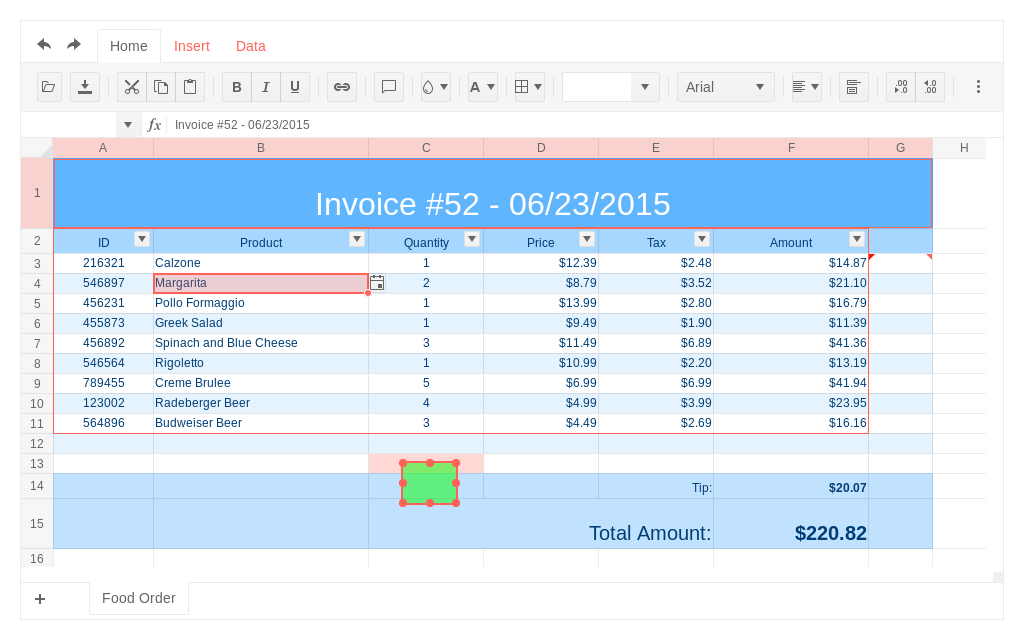 Home Insert Data
B I U A Arial .00 .0 .0 .00
fx Invoice #52 - 06/23/2015
A B C D E F G H
1 Invoice #52 - 06/23/2015
2 ID Product Quantity Price Tax Amount
3 216321 Calzone 1 $12.39 $2.48 $14.87
4 546897 Margarita 2 $8.79 $3.52 $21.10
5 456231 Pollo Formaggio 1 $13.99 $2.80 $16.79
6 455873 Greek Salad 1 $9.49 $1.90 $11.39
7 456892 Spinach and Blue Cheese 3 $11.49 $6.89 $41.36
8 546564 Rigoletto 1 $10.99 $2.20 $13.19
9 789455 Creme Brulee 5 $6.99 $6.99 $41.94
10 123002 Radeberger Beer 4 $4.99 $3.99 $23.95
11 564896 Budweiser Beer 3 $4.49 $2.69 $16.16
12
13
14 Tip: $20.07
15 Total Amount: $220.82
16
+ Food Order